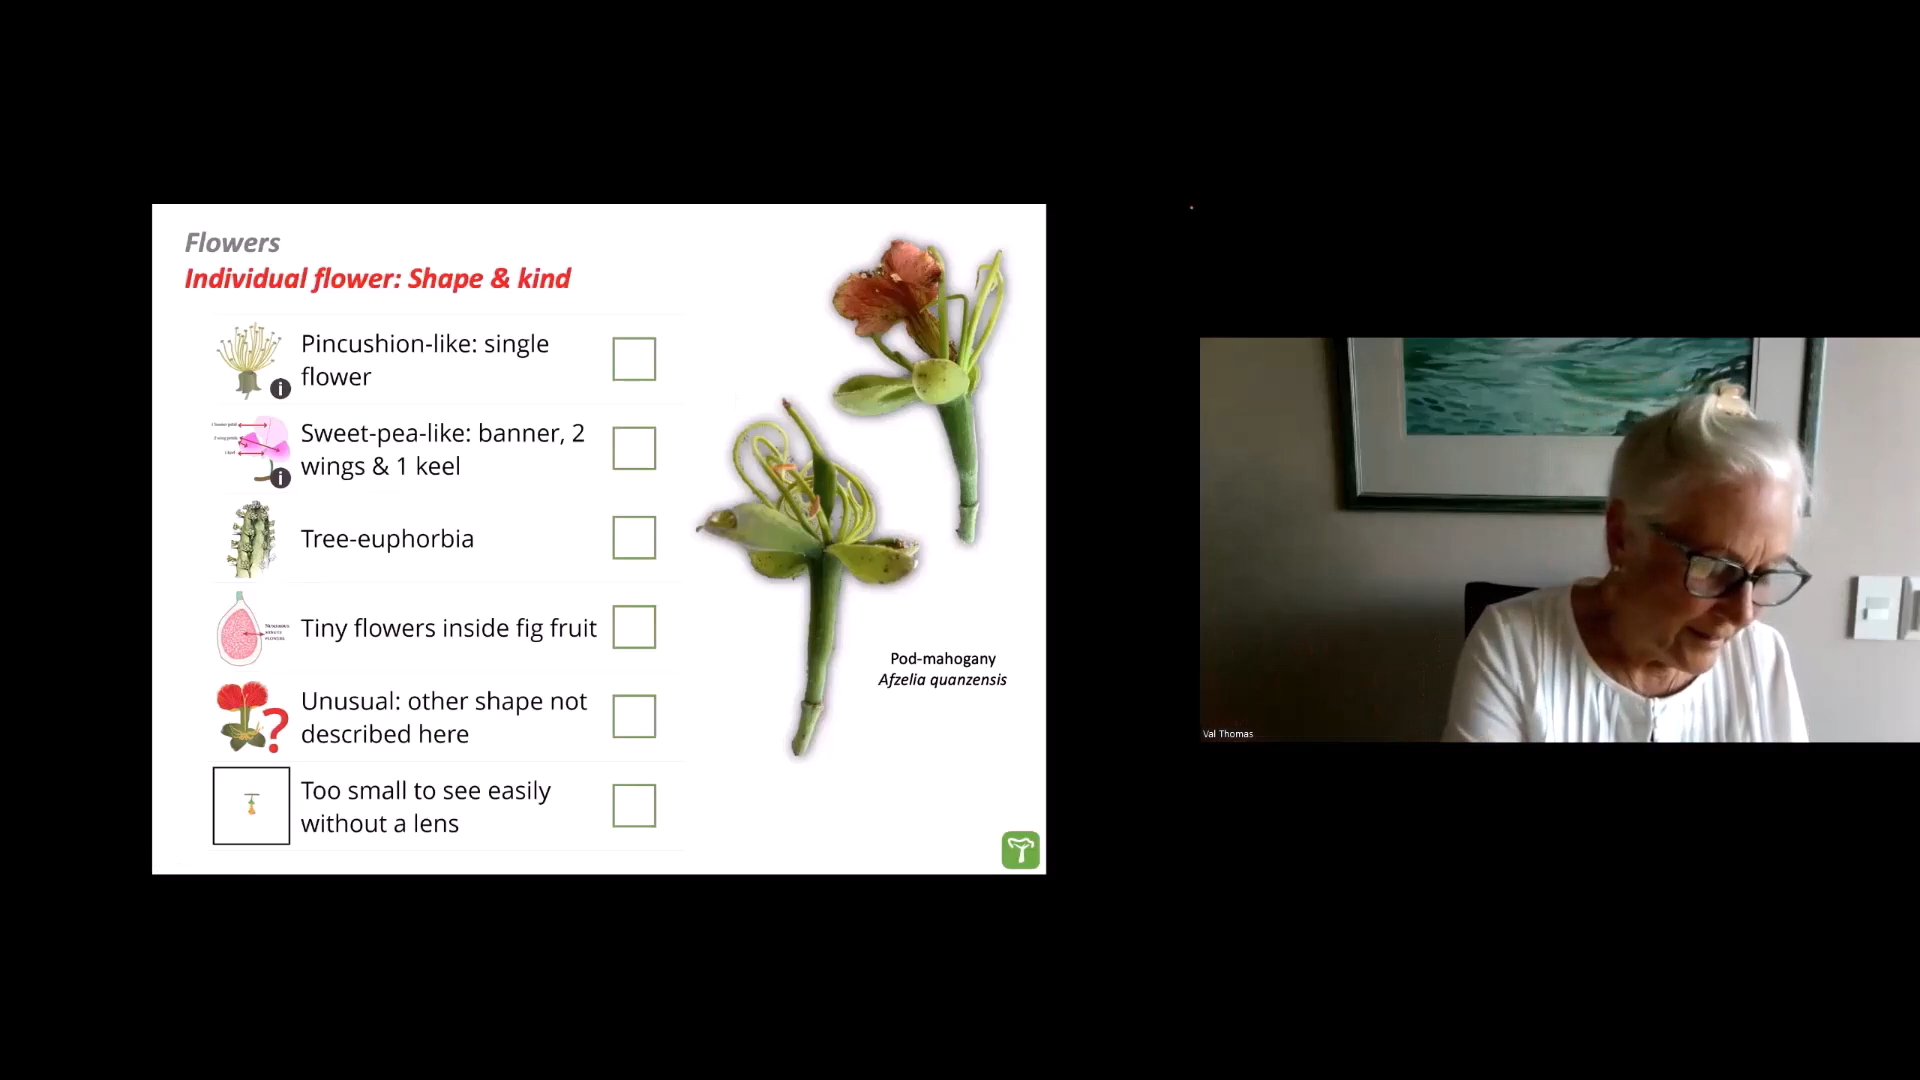 Flowers
Individual flower: Shape & kind
Pincushion-like: single
flower
Sweet-pea-like: banner, 2
wings & 1 keel
Tree-euphorbia
Tiny flowers inside fig fruit
Unusual: other shape not
described here
Too small to see easily
without a lens
Pod-mahogany
Afzelia quanzensis
Val Thomas